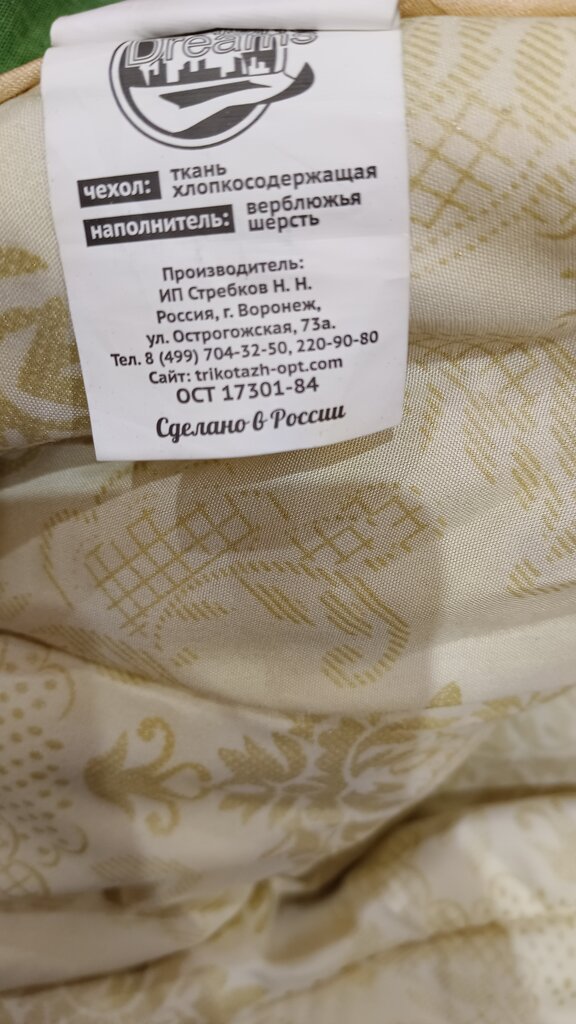 Dreams
чехол: ткань
хлопкосодержащая
наполнитель: верблюжья
шерсть
Производитель:
ИП Стребков Н. Н.
Россия, г. Воронеж,
ул. Острогожская, 73а.
Тел. 8 (499) 704-32-50, 220-90-80
Сайт: trikotazh-opt.com
ОСТ 17301-84
Сделано в России